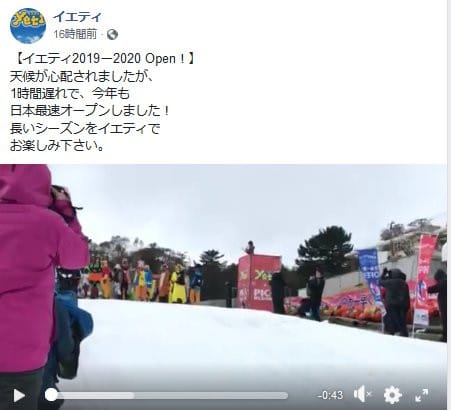 Yeti
イエティ
16時間前・
【イエティ2019ー2020 Open！】
天候が心配されましたが、
1時間遅れで、今年も
日本最速オープンしました！
長いシーズンをイエティで
お楽しみ下さい。
Yeti
PICA
PICA
-0:43